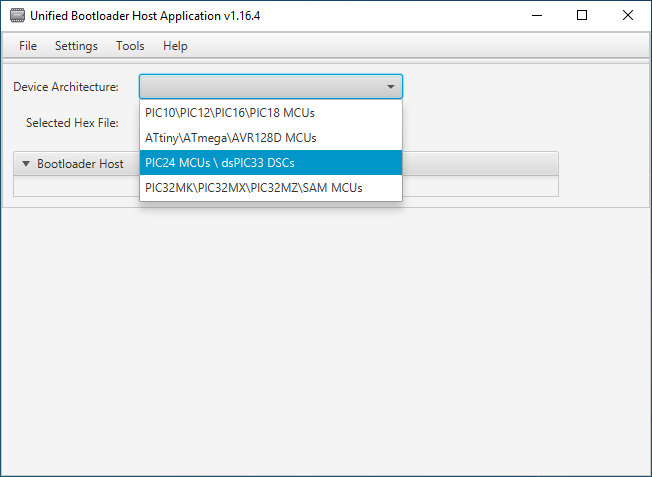 Unified Bootloader Host Application v1.16.4
File Settings Tools Help
Device Architecture:
PIC10\PIC12\PIC16\PIC18 MCUs
Selected Hex File:
ATtiny\ATmega\AVR128D MCUs
Bootloader Host
PIC24 MCUs \ dsPIC33 DSCs
PIC32MK\PIC32MX\PIC32MZ\SAM MCUs